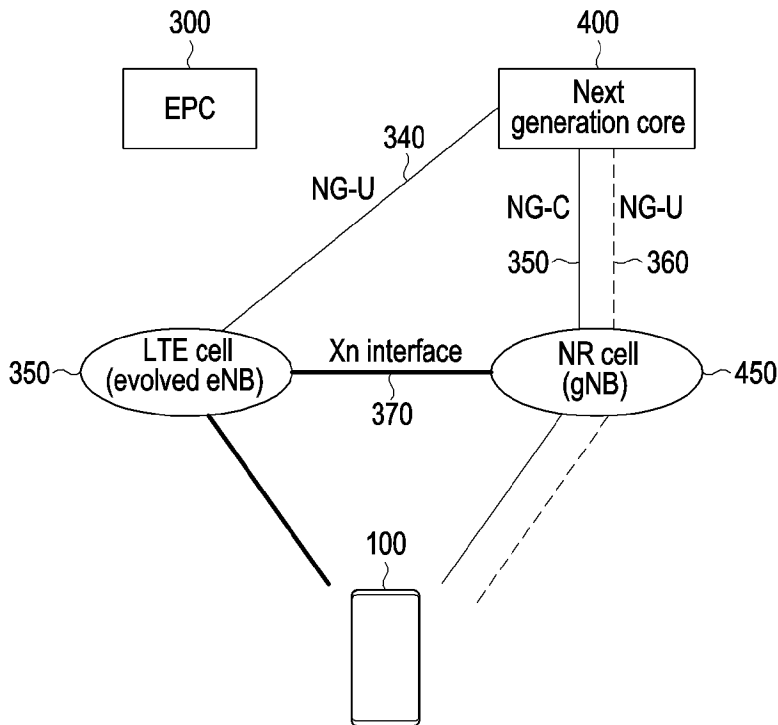 300
EPC
400
Next
generation core
340
NG-U
NG-C
NG-U
350
360
350
LTE cell
(evolved eNB)
Xn interface
370
NR cell
(gNB)
450
100